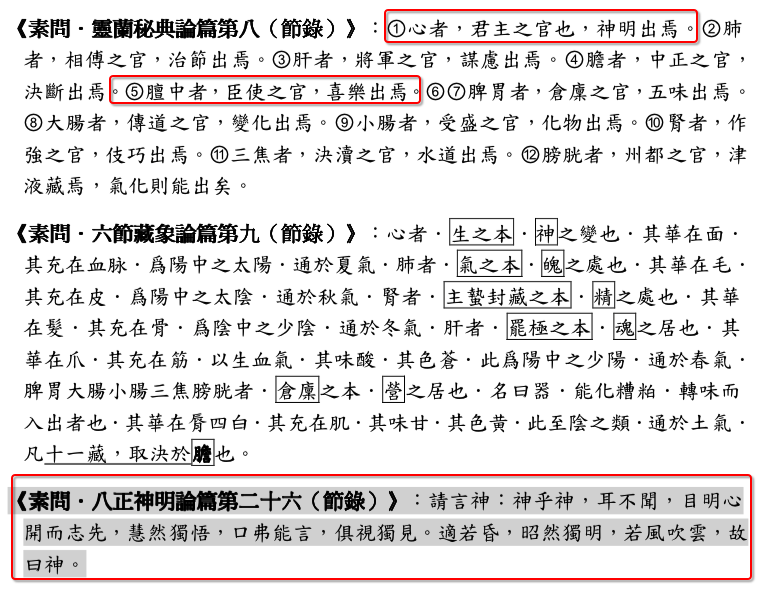 《素問．靈蘭秘典論篇第八（節錄）》：①心者，君主之官也，神明出焉。②肺
者，相傅之官，治節出焉。③肝者，將軍之官，謀慮出焉。④膽者，中正之官，
決斷出焉。⑤膻中者，臣使之官，喜樂出焉。⑥⑦脾胃者，倉廩之官，五味出焉。
⑧大腸者，傳道之官，變化出焉。⑨小腸者，受盛之官，化物出焉。⑩腎者，作
強之官，伎巧出焉。⑪三焦者，決瀆之官，水道出焉。⑫膀胱者，州都之官，津
液藏焉，氣化則能出矣。
《素問．六節藏象論篇第九（節錄）》：心者．生之本．神之變也．其華在面．
其充在血脉．爲陽中之太陽．通於夏氣．肺者．氣之本．魄之處也．其華在毛．
其充在皮．爲陽中之太陰．通於秋氣．腎者．主蟄封藏之本．精之處也．其華
在髮．其充在骨．爲陰中之少陰．通於冬氣．肝者．罷極之本．魂之居也．其
華在爪．其充在筋．以生血氣．其味酸．其色蒼．此爲陽中之少陽．通於春氣．
脾胃大腸小腸三焦膀胱者．倉廩之本．營之居也．名曰器．能化糟粕．轉味而
入出者也．其華在脣四白．其充在肌．其味甘．其色黃．此至陰之類．通於土氣．
凡十一藏，取決於膽也。
《素問．八正神明論篇第二十六（節錄）》：請言神：神乎神，耳不聞，目明心
開而志先，慧然獨悟，口弗能言，俱視獨見。適若昏，昭然獨明，若風吹雲，故
曰神。